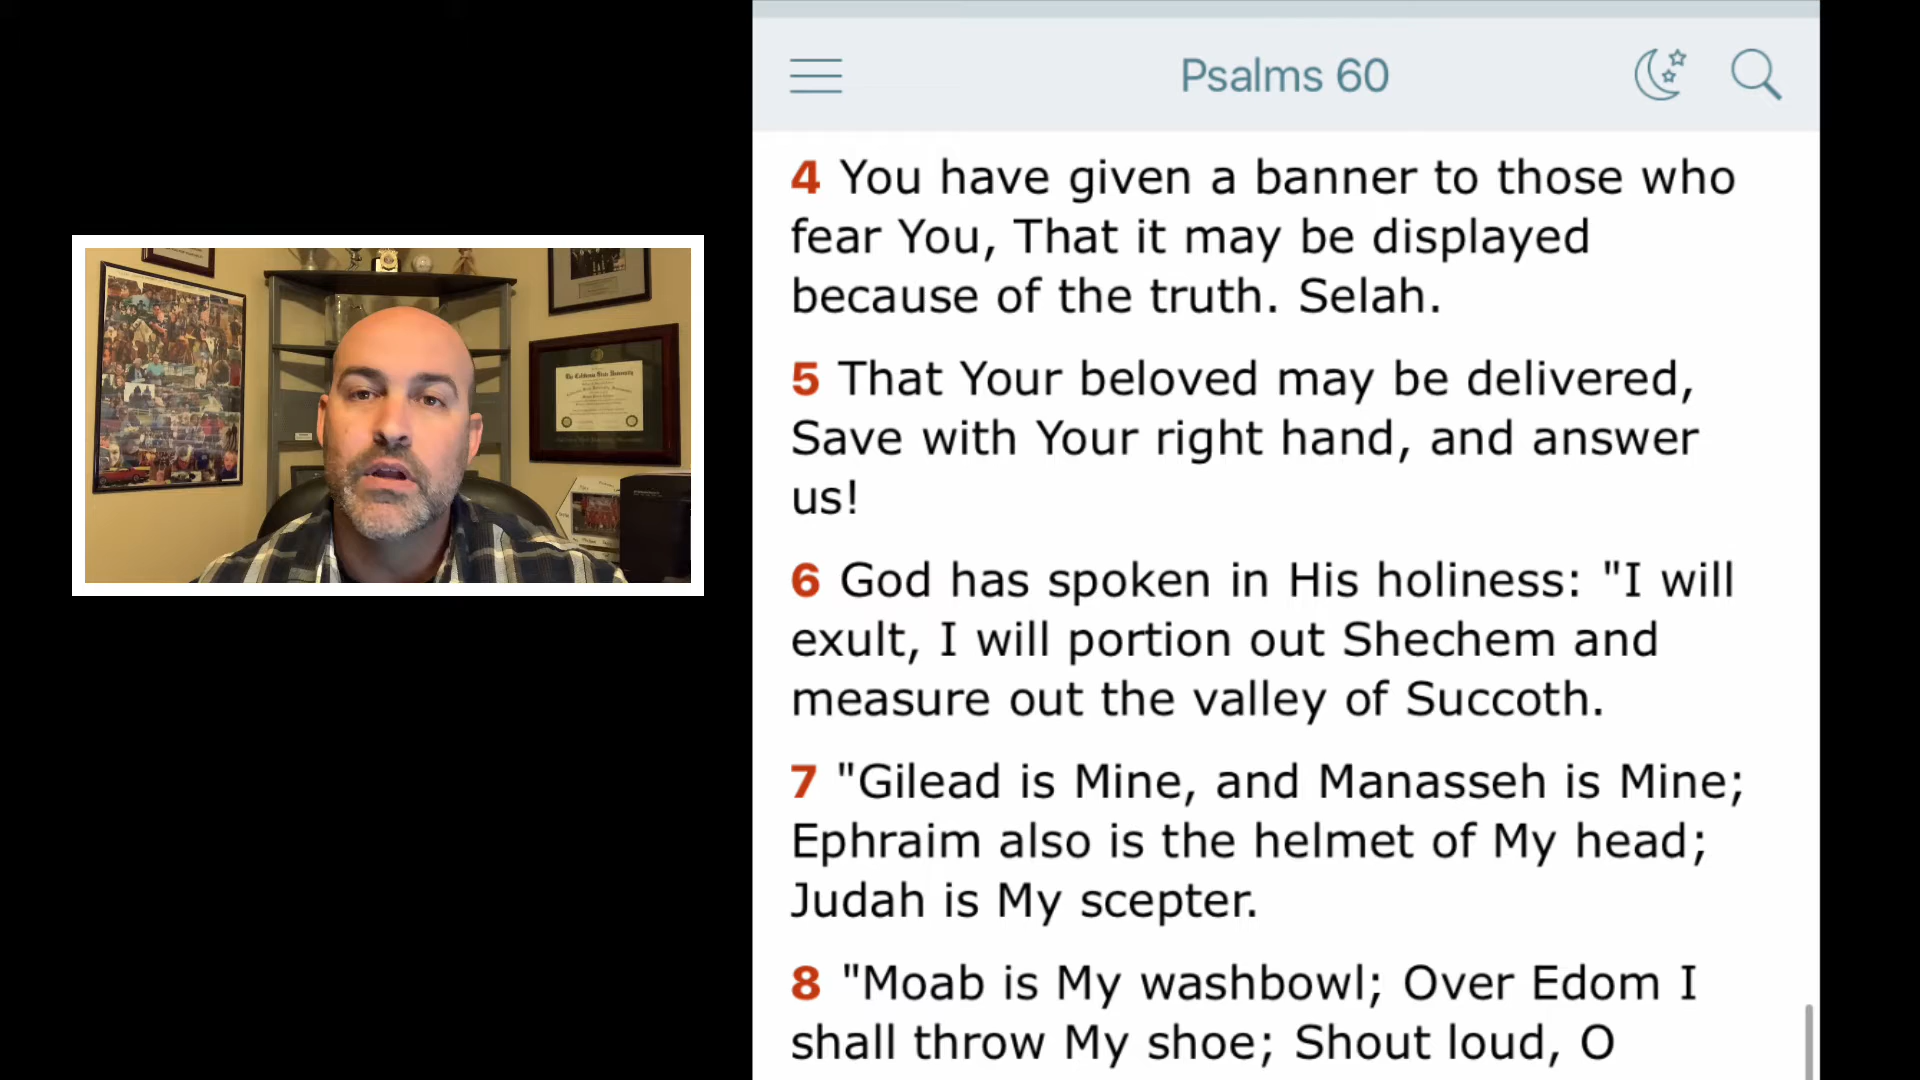 Psalms 60
4 You have given a banner to those who
fear You, That it may be displayed
because of the truth. Selah.
5 That Your beloved may be delivered,
Save with Your right hand, and answer
us!
6 God has spoken in His holiness: "I will
exult, I will portion out Shechem and
measure out the valley of Succoth.
7 "Gilead is Mine, and Manasseh is Mine;
Ephraim also is the helmet of My head;
Judah is My scepter.
8 "Moab is My washbowl; Over Edom I
shall throw My shoe; Shout loud, O
The California State University